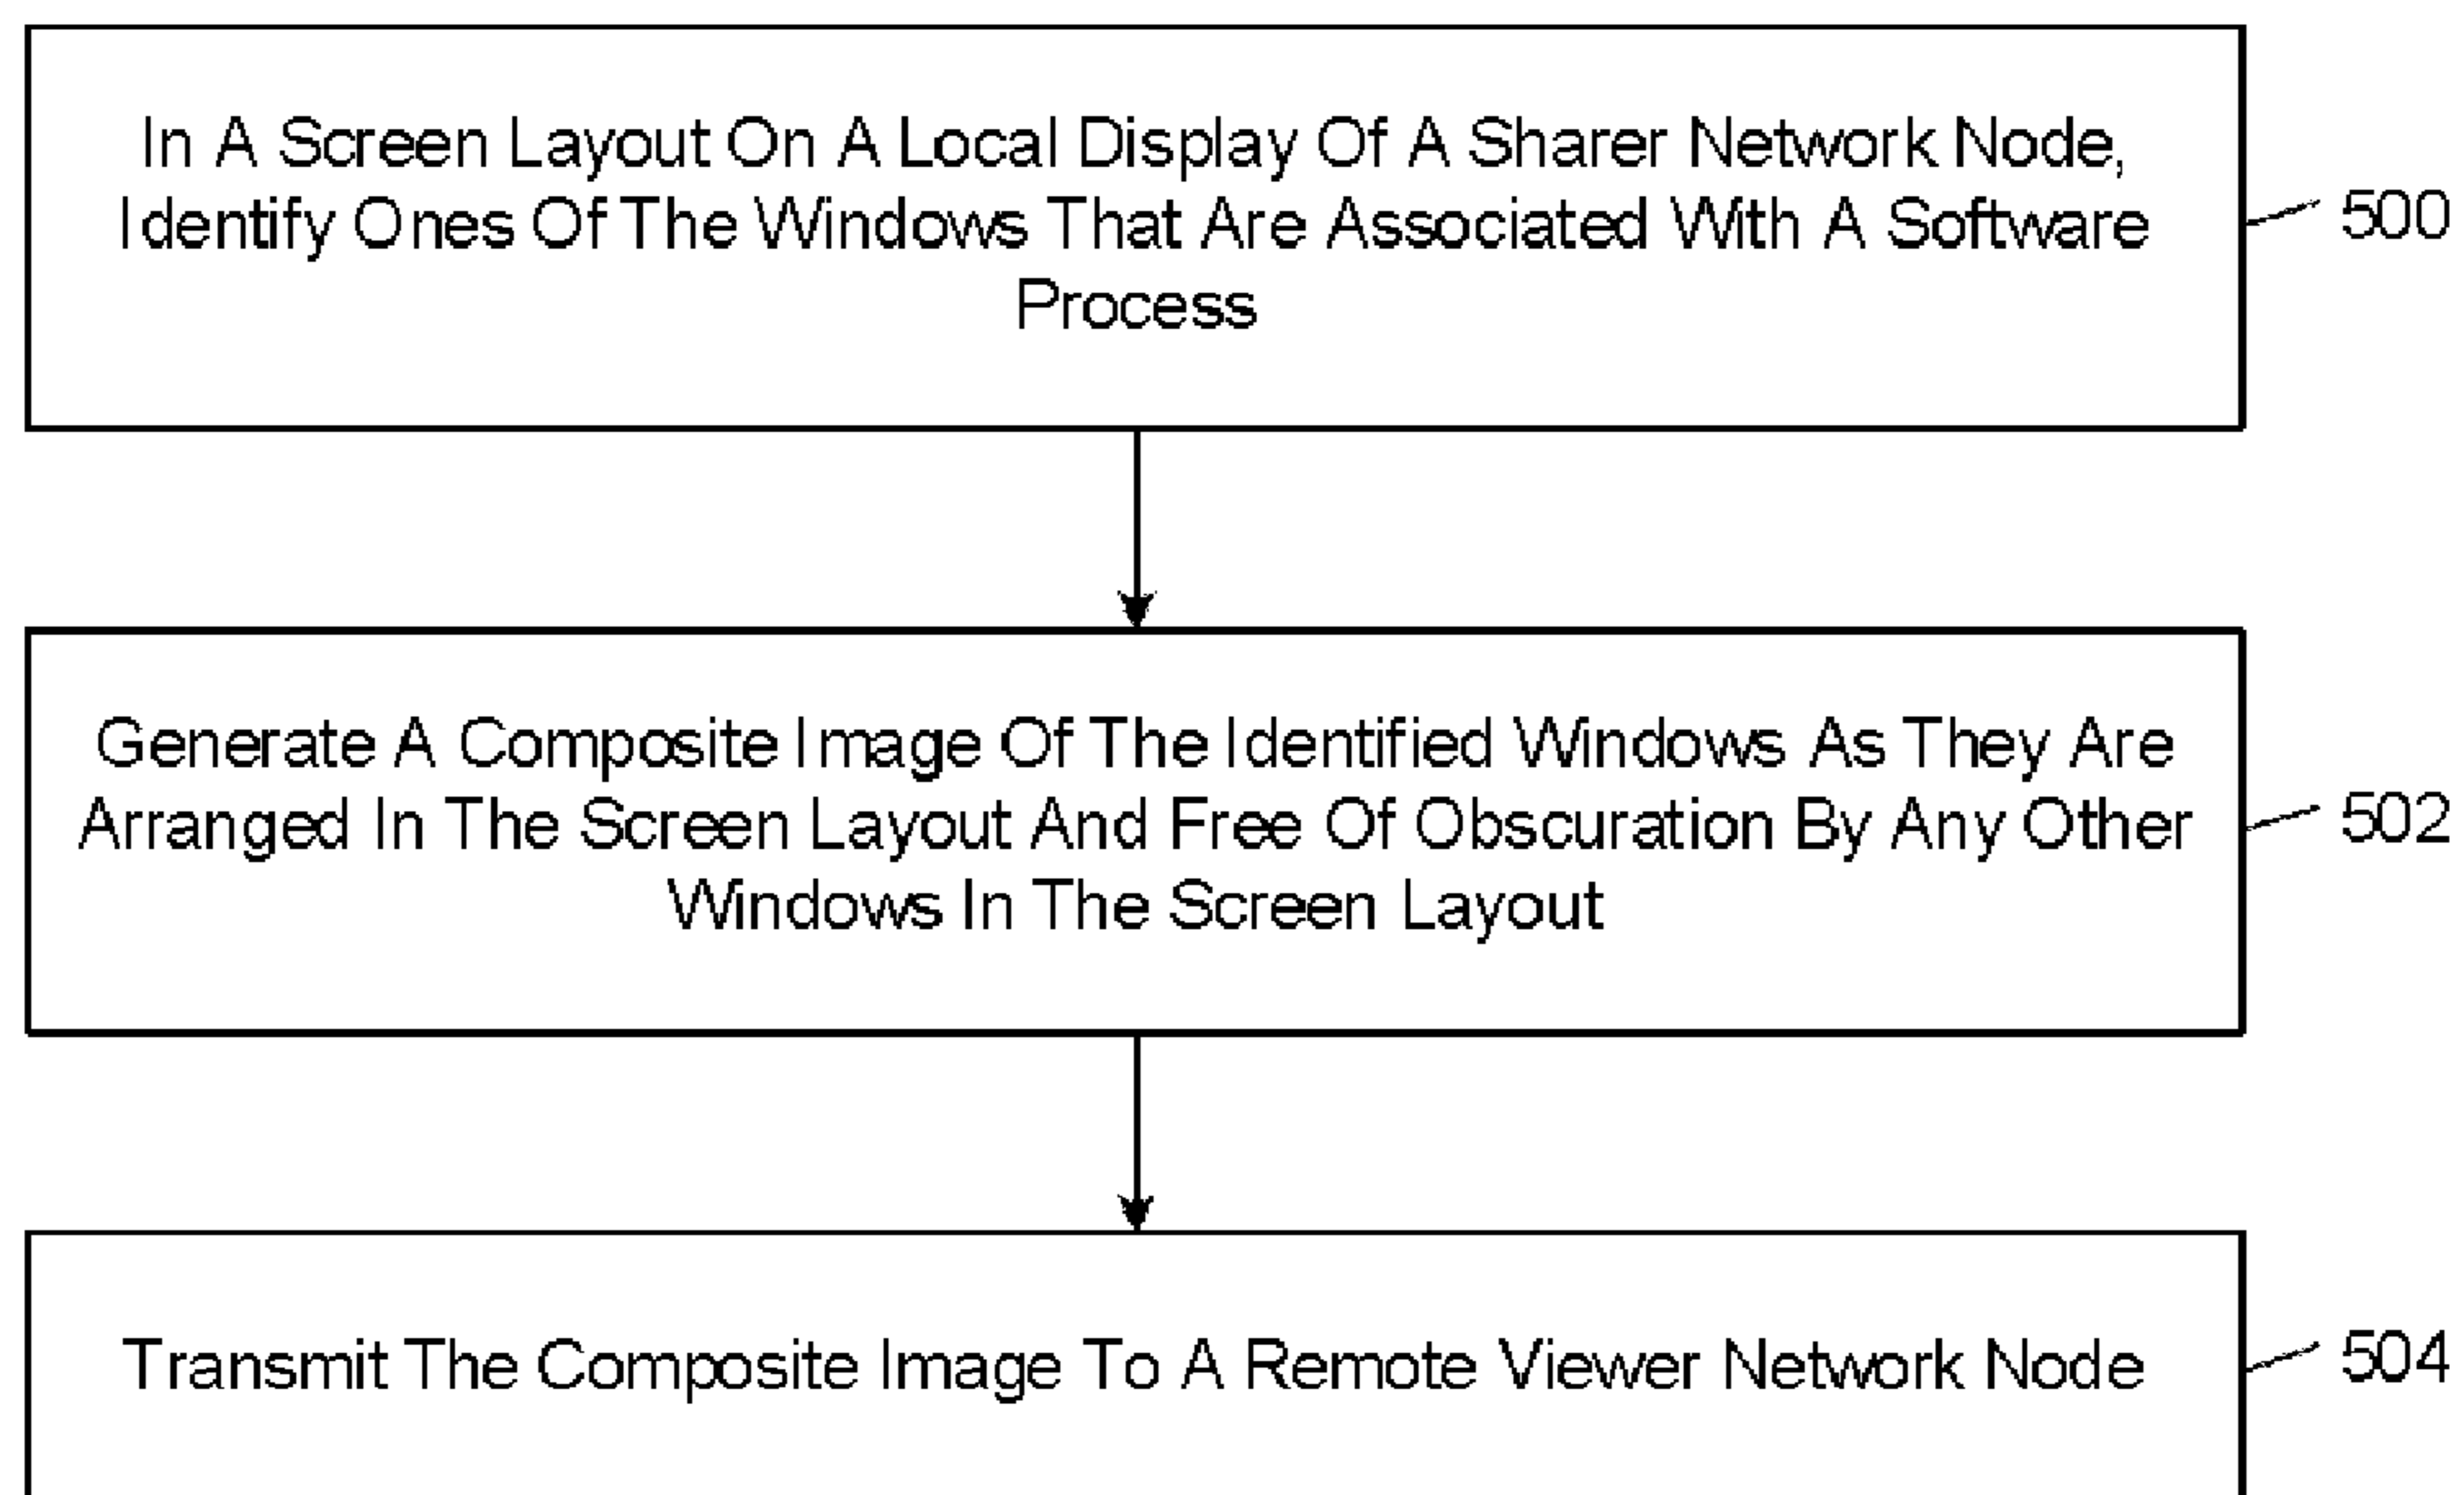 In A Screen Layout On A Local Display Of A Sharer Network Node,
Identify Ones Of The Windows That Are Associated With A Software
Process
500
Generate A Composite Image Of The Identified Windows As They Are
Arranged In The Screen Layout And Free Of Obscuration By Any Other
Windows In The Screen Layout
502
Transmit The Composite Image To A Remote Viewer Network Node
504